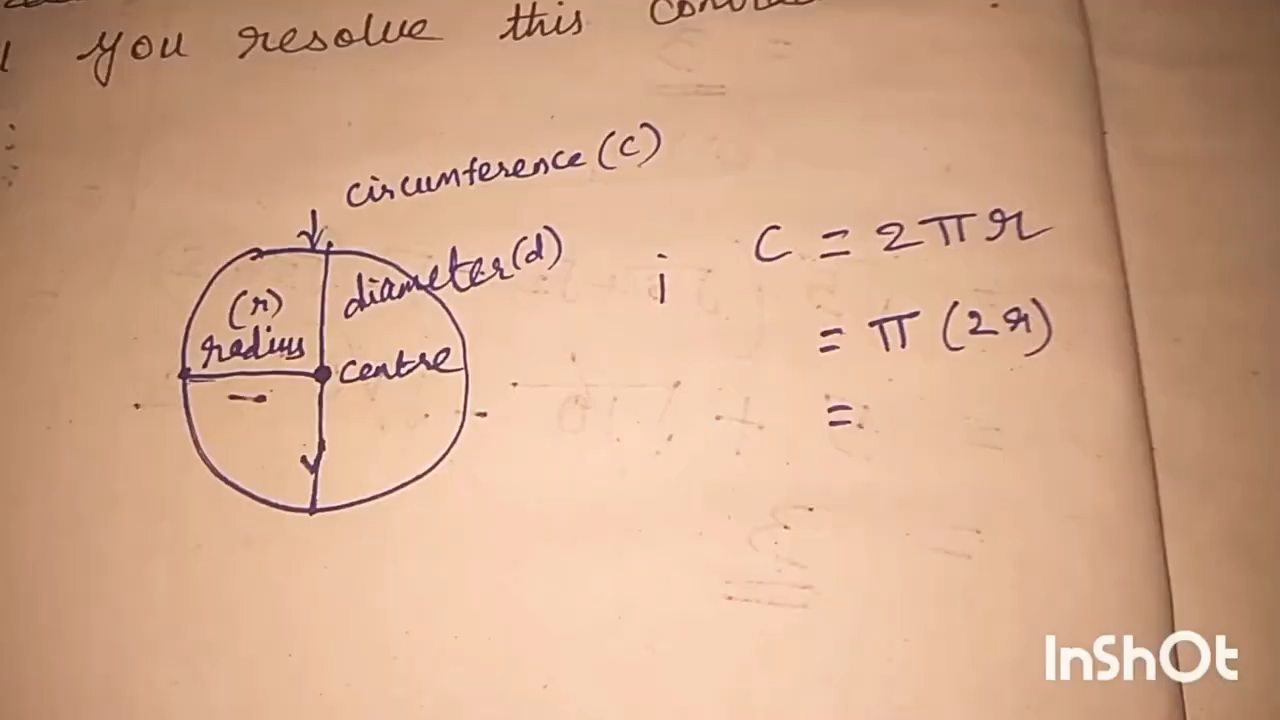 you resolve this
circumference (c)
diameter (d)
(r)
radius
centre
; C = 2πr
= π (2r)
=
InShOt